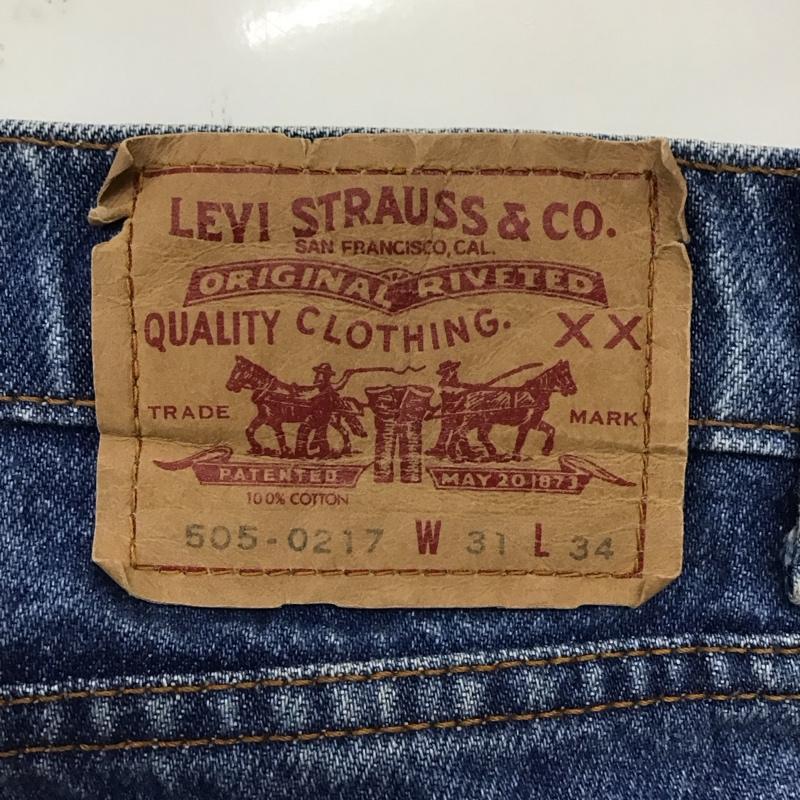 LEVI STRAUSS & CO.
SAN FRANCISCO, CAL.
ORIGINAL RIVETED
QUALITY CLOTHING. XX
TRADE MARK
PATENTED MAY 20 1873
100% COTTON
505-0217 W 31 L 34